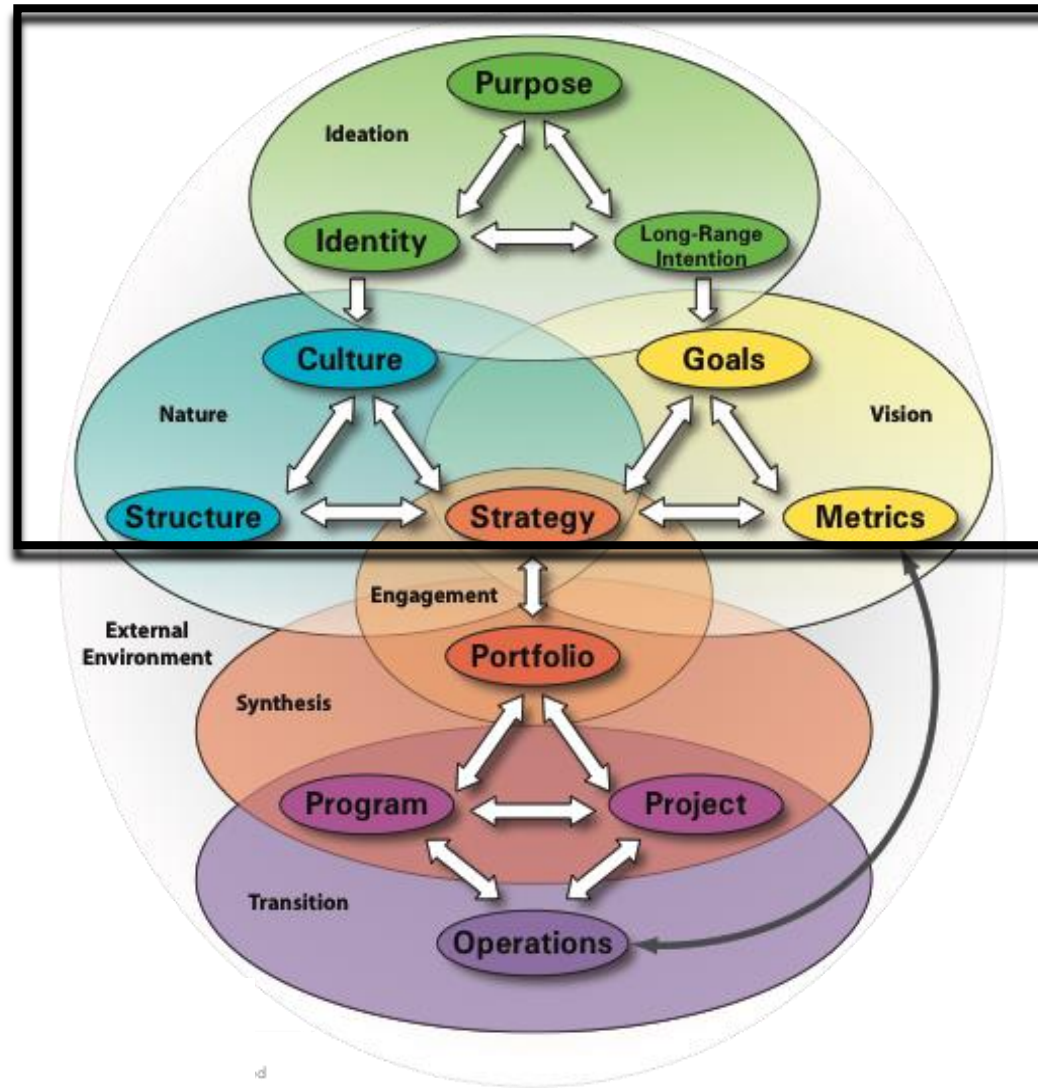 Purpose
Ideation
Identity
Long-Range
Intention
Culture
Goals
Nature
Vision
Structure
Strategy
Metrics
Engagement
External
Environment
Portfolio
Synthesis
Program
Project
Transition
Operations